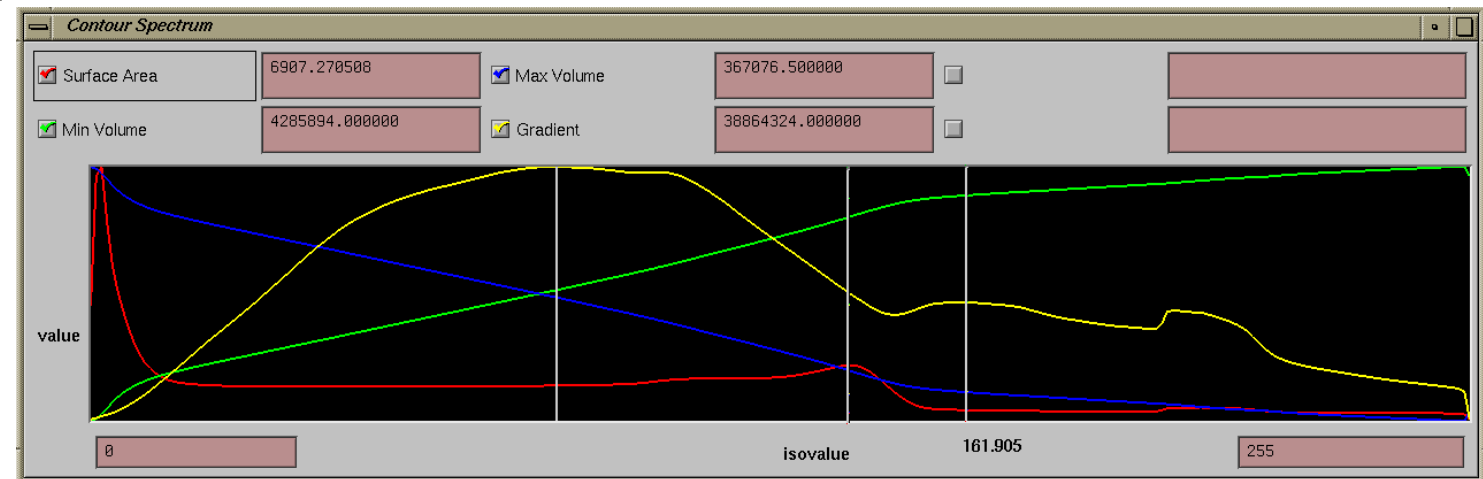 Contour Spectrum
Surface Area 6907.270508 Max Volume 367076.500000
Min Volume 4285894.000000 Gradient 38864324.000000
value
0 isovalue 161.905 255